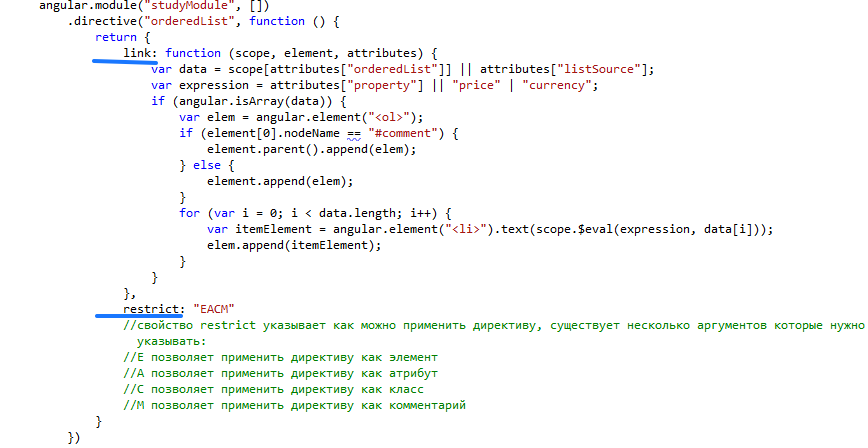 angular.module("studyModule", [])
.directive("orderedList", function () {
return {
link: function (scope, element, attributes) {
var data = scope[attributes["orderedList"]] || attributes["listSource"];
var expression = attributes["property"] || "price" | "currency";
if (angular.isArray(data)) {
var elem = angular.element("<ol>");
if (element[0].nodeName == "#comment") {
element.parent().append(elem);
} else {
element.append(elem);
}
for (var i = 0; i < data.length; i++) {
var itemElement = angular.element("<li>").text(scope.$eval(expression, data[i]));
elem.append(itemElement);
}
}
},
restrict: "EACM"
//свойство restrict указывает как можно применить директиву, существует несколько аргументов которые нужно
указывать:
//E позволяет применить директиву как элемент
//A позволяет применить директиву как атрибут
//C позволяет применить директиву как класс
//M позволяет применить директиву как комментарий
}
})